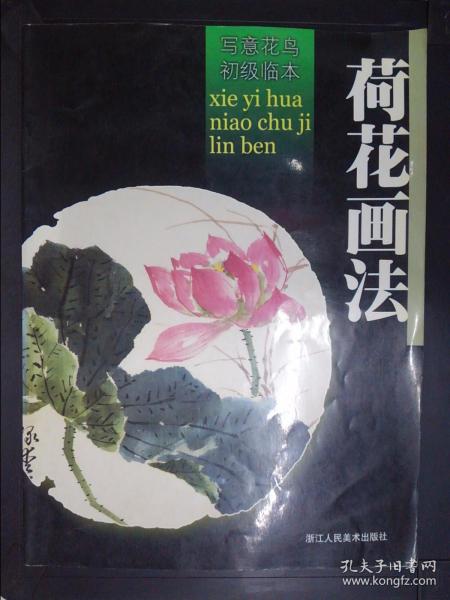 写意花鸟
初级临本
xie yi hua
niao chu ji
lin ben
荷花画法
浙江人民美术出版社
孔夫子旧书网
www.kongfz.com